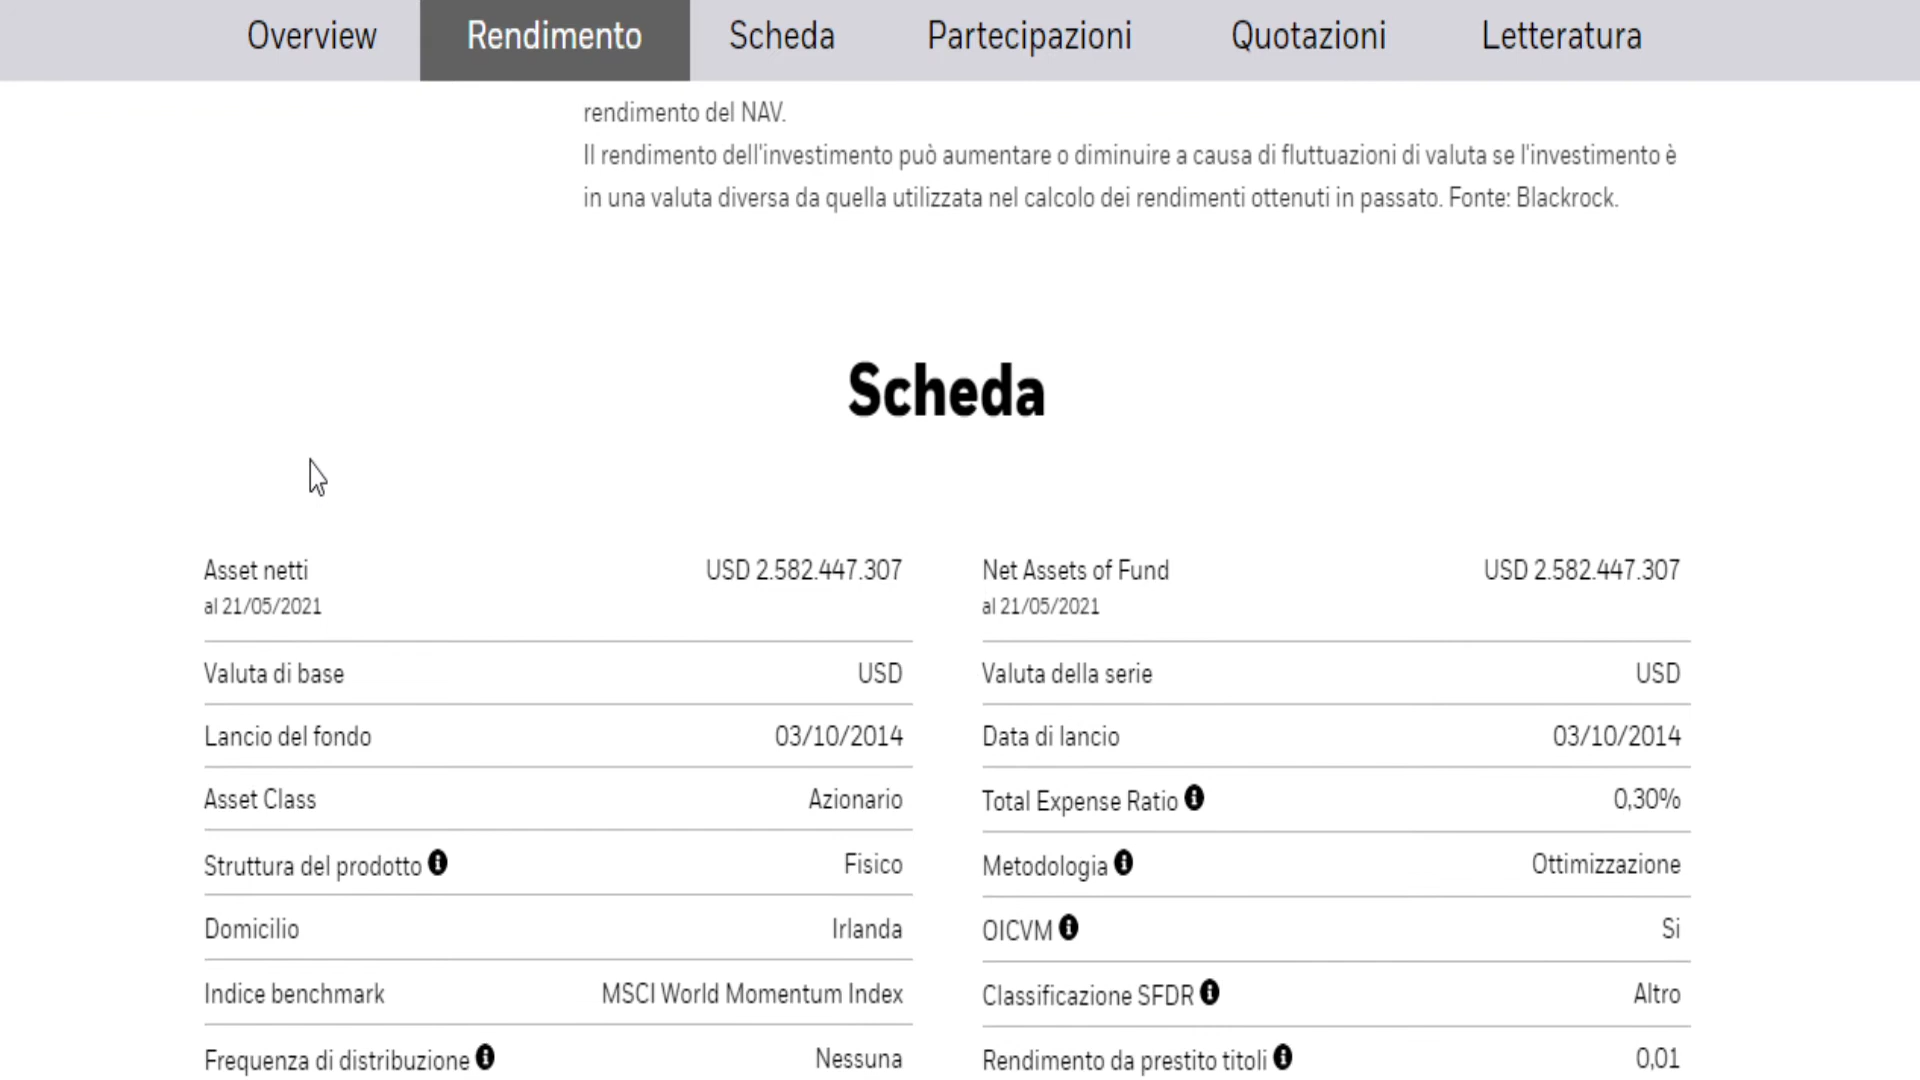 Overview Rendimento Scheda Partecipazioni Quotazioni Letteratura
rendimento del NAV.
Il rendimento dell'investimento può aumentare o diminuire a causa di fluttuazioni di valuta se l'investimento è
in una valuta diversa da quella utilizzata nel calcolo dei rendimenti ottenuti in passato. Fonte: Blackrock.
Scheda
Asset netti USD 2.582.447.307
al 21/05/2021
Valuta di base USD
Lancio del fondo 03/10/2014
Asset Class Azionario
Struttura del prodotto Fisico
Domicilio Irlanda
Indice benchmark MSCI World Momentum Index
Frequenza di distribuzione Nessuna
Net Assets of Fund USD 2.582.447.307
al 21/05/2021
Valuta della serie USD
Data di lancio 03/10/2014
Total Expense Ratio 0,30%
Metodologia Ottimizzazione
OICVM Si
Classificazione SFDR Altro
Rendimento da prestito titoli 0,01